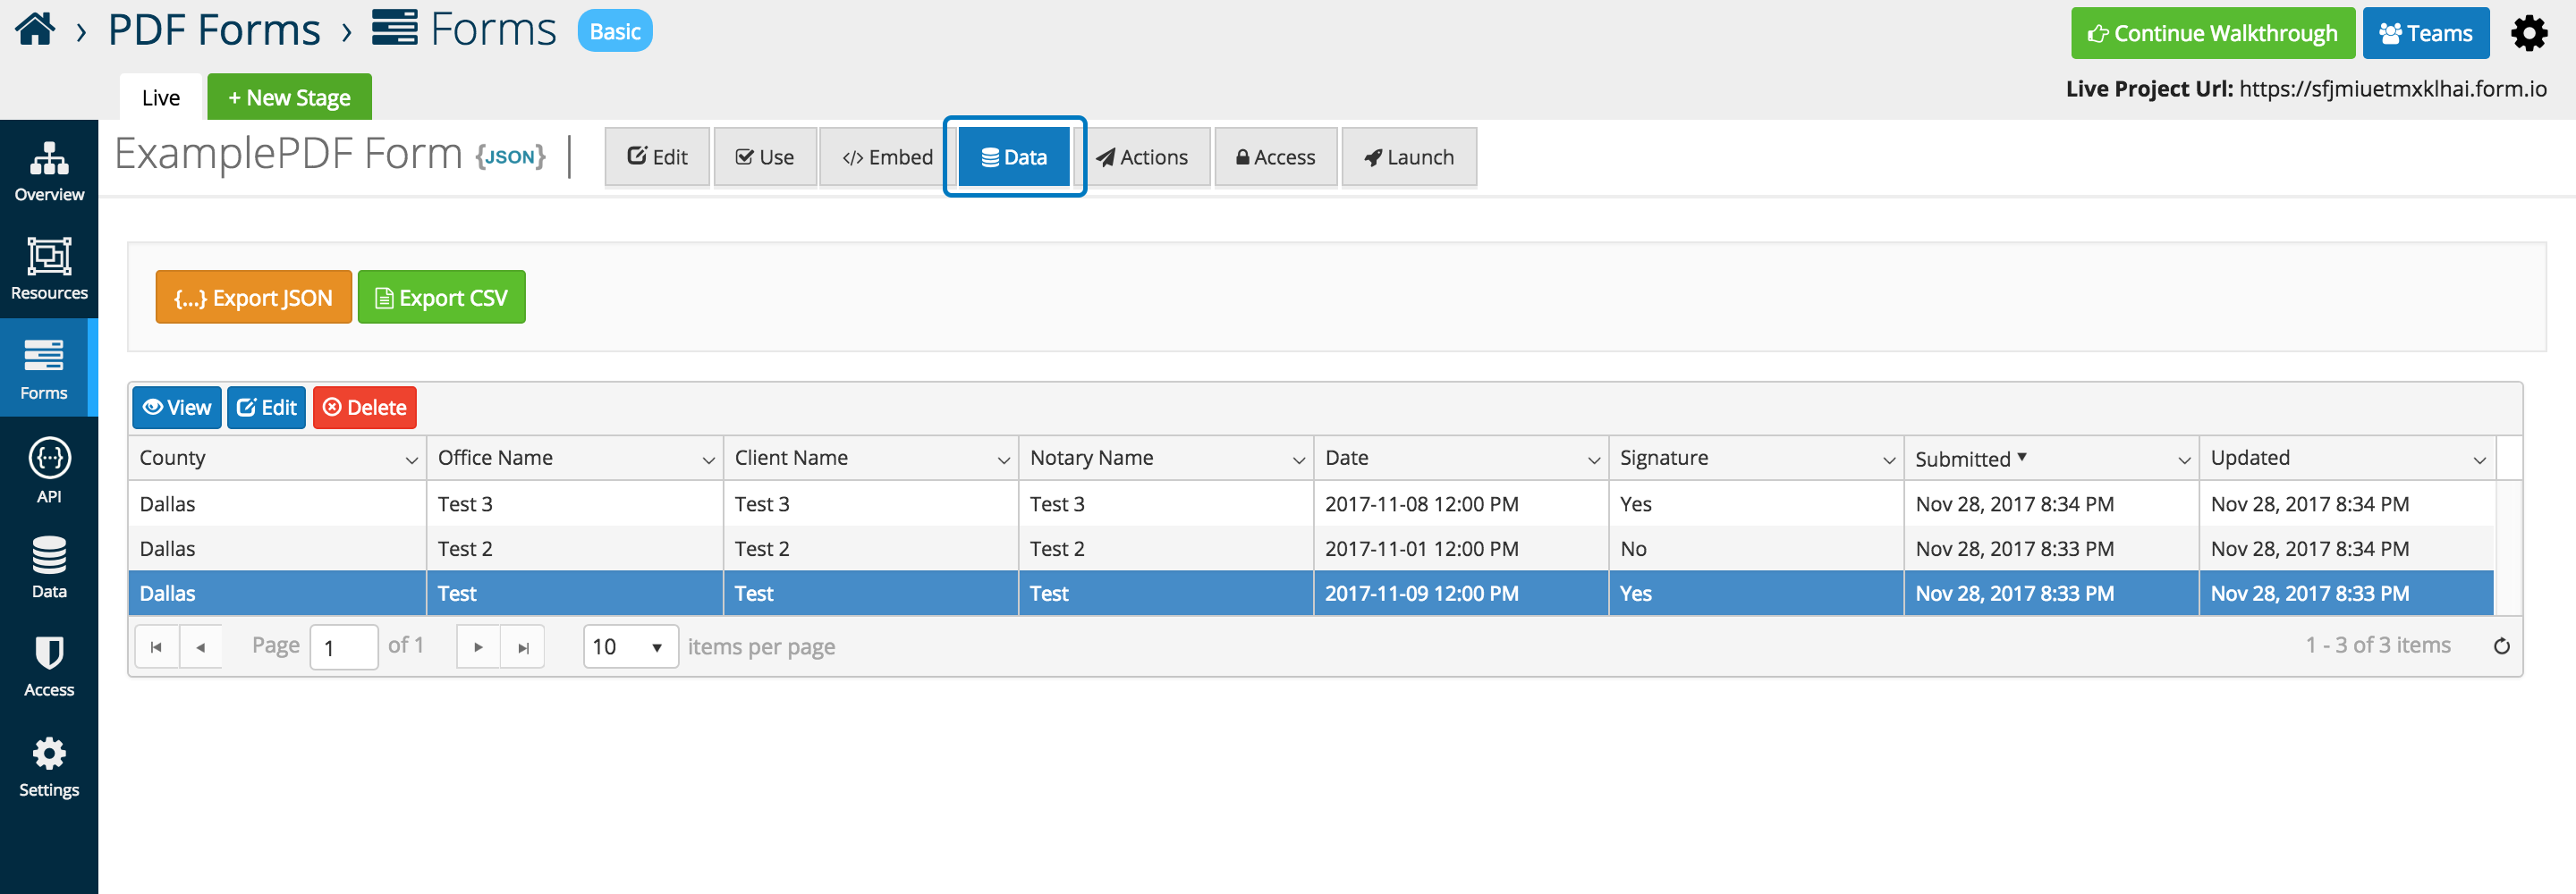 › PDF Forms › Forms Basic
Continue Walkthrough Teams
Live + New Stage
Live Project Url: https://sfjmiuetmxklhai.form.io
ExamplePDF Form {JSON} |
Edit Use </> Embed Data Actions Access Launch
Overview
Resources
Forms
API
Data
Access
Settings
{...} Export JSON Export CSV
View Edit Delete
County Office Name Client Name Notary Name Date Signature Submitted Updated
Dallas Test 3 Test 3 Test 3 2017-11-08 12:00 PM Yes Nov 28, 2017 8:34 PM Nov 28, 2017 8:34 PM
Dallas Test 2 Test 2 Test 2 2017-11-01 12:00 PM No Nov 28, 2017 8:33 PM Nov 28, 2017 8:34 PM
Dallas Test Test Test 2017-11-09 12:00 PM Yes Nov 28, 2017 8:33 PM Nov 28, 2017 8:33 PM
Page 1 of 1 10 items per page 1 - 3 of 3 items